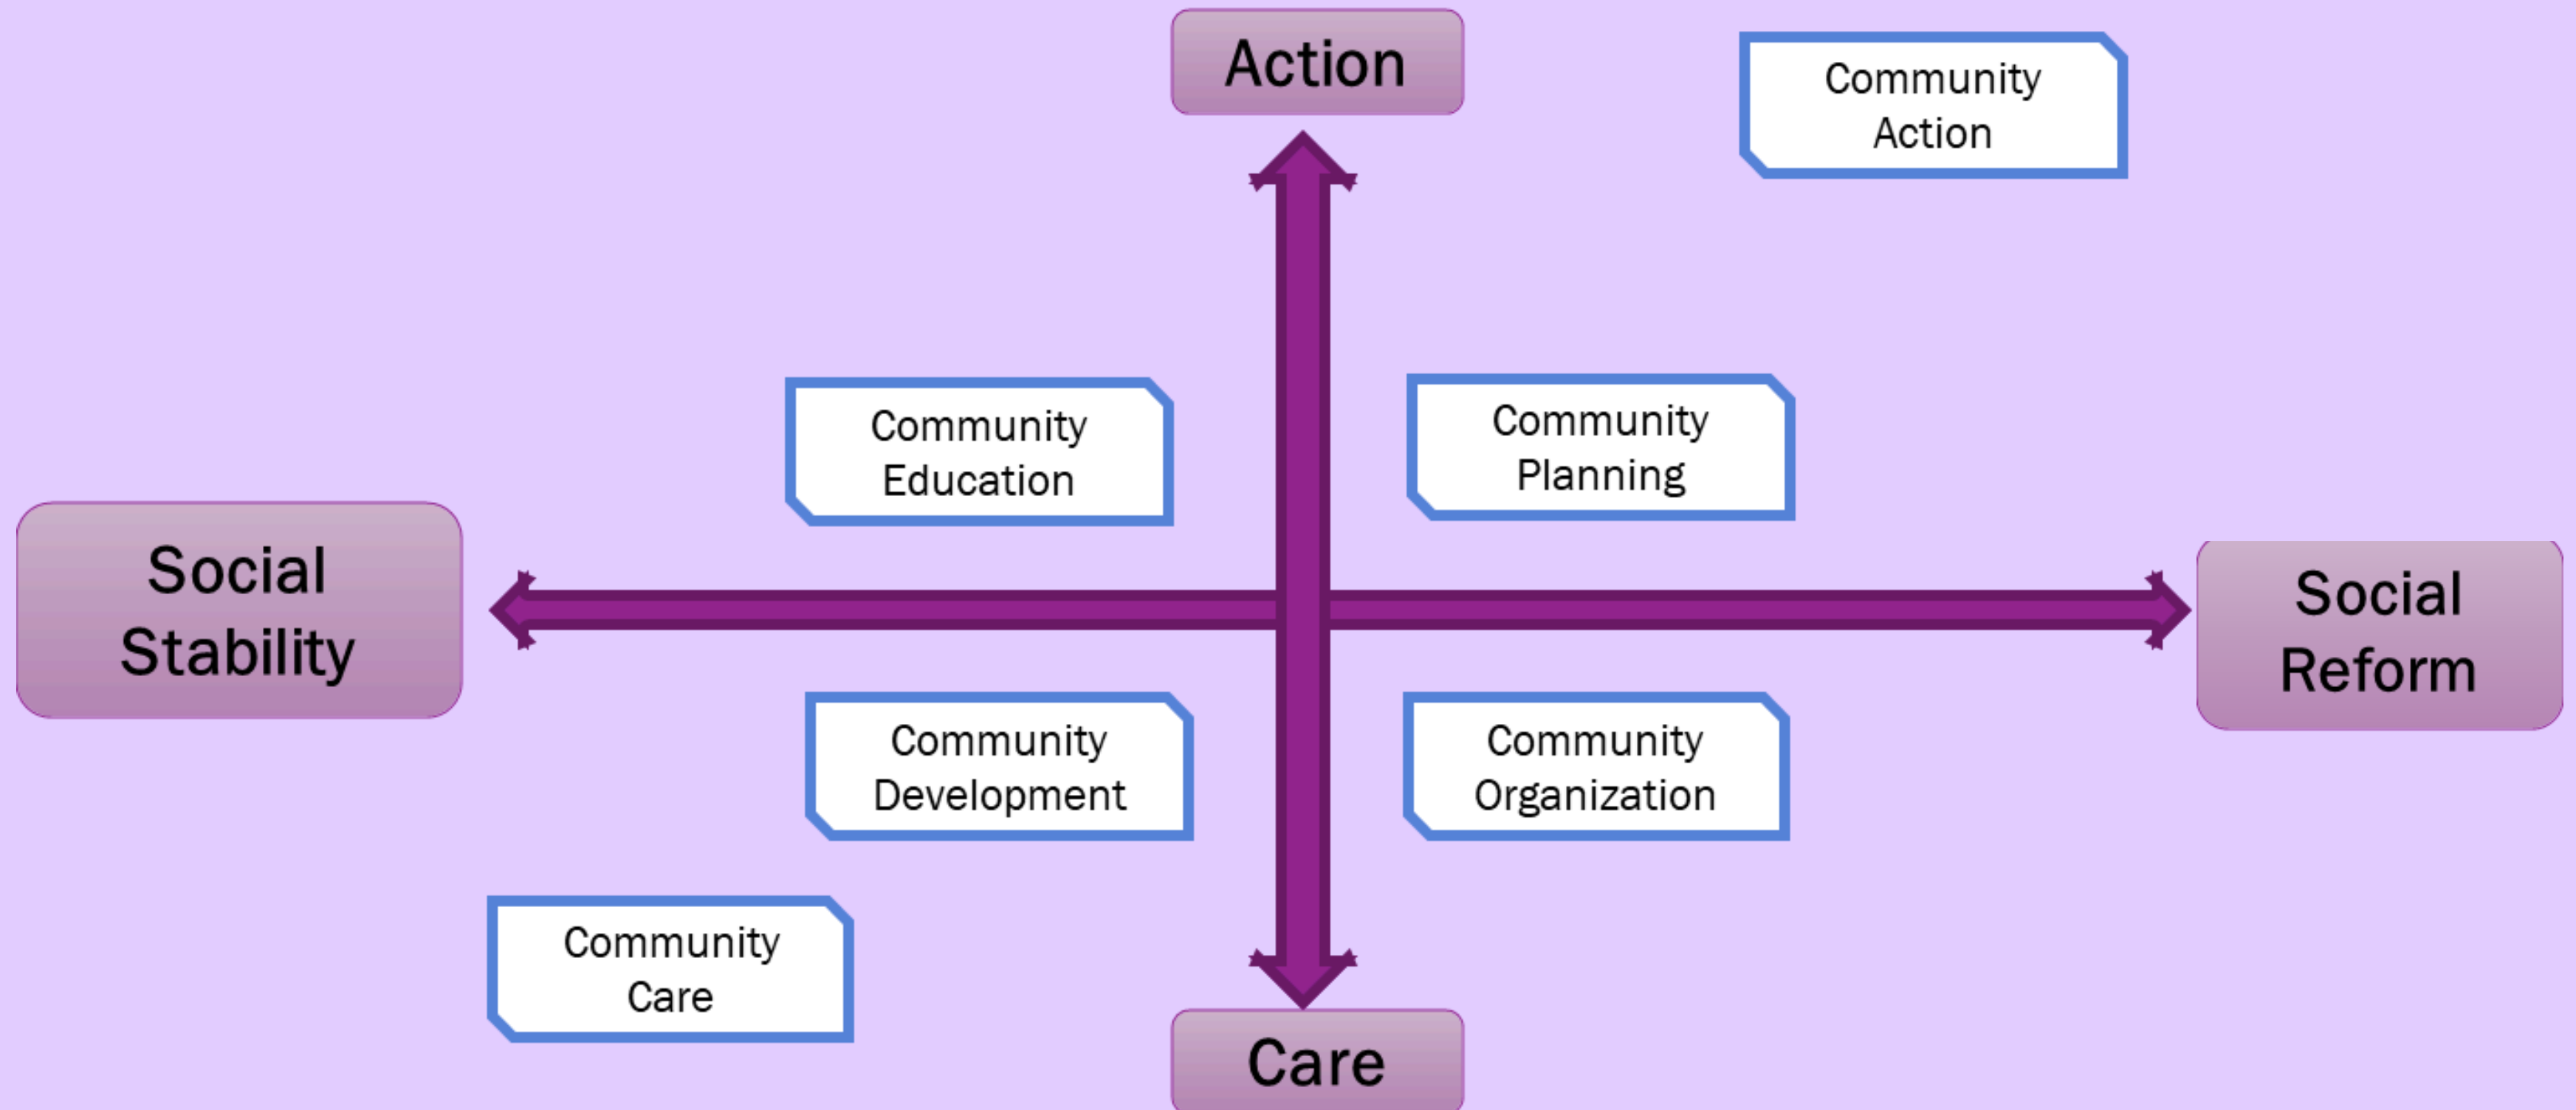 Action
Community
Action
Community
Education
Community
Planning
Social
Stability
Social
Reform
Community
Development
Community
Organization
Community
Care
Care